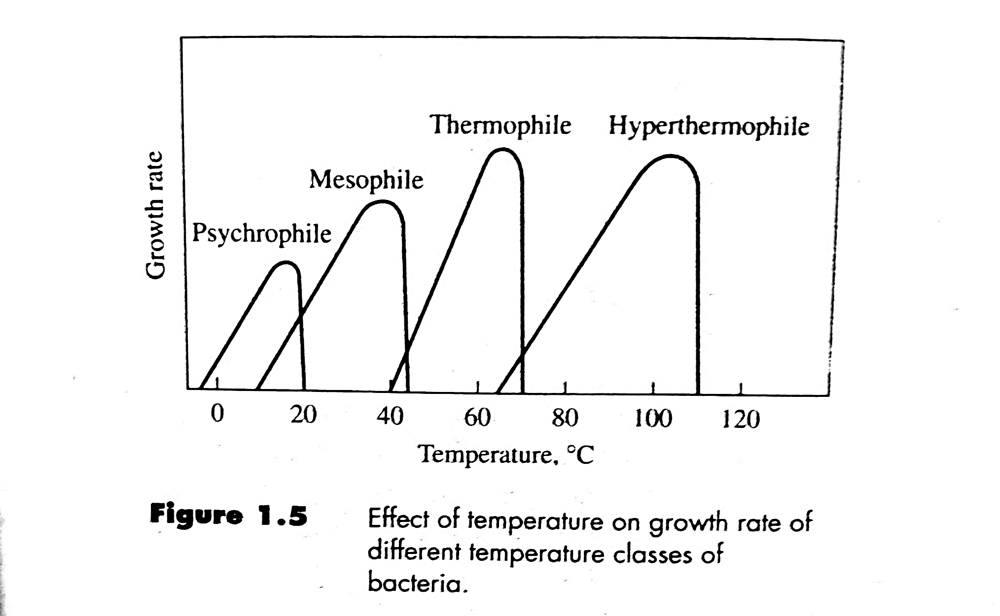 Thermophile Hyperthermophile
Mesophile
Psychrophile
Growth rate
0 20 40 60 80 100 120
Temperature, °C
Figure 1.5 Effect of temperature on growth rate of
different temperature classes of
bacteria.